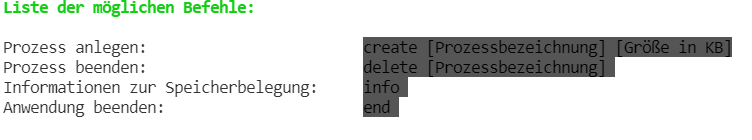 Liste der möglichen Befehle:
Prozess anlegen: create [Prozessbezeichnung] [Größe in KB]
Prozess beenden: delete [Prozessbezeichnung]
Informationen zur Speicherbelegung: info
Anwendung beenden: end